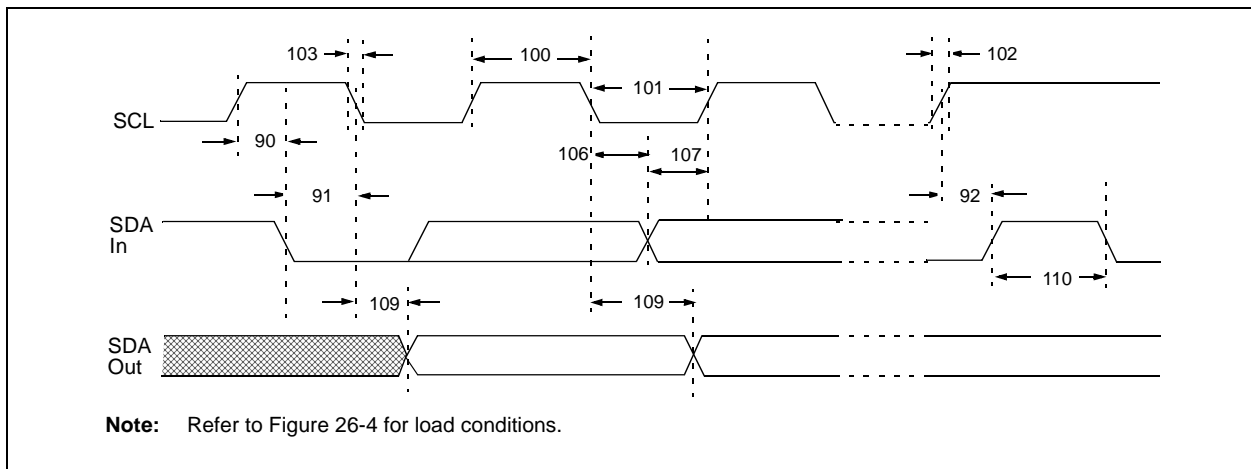 103
100
102
101
SCL
90
106
107
91
92
SDA
In
110
109
109
SDA
Out
Note: Refer to Figure 26-4 for load conditions.